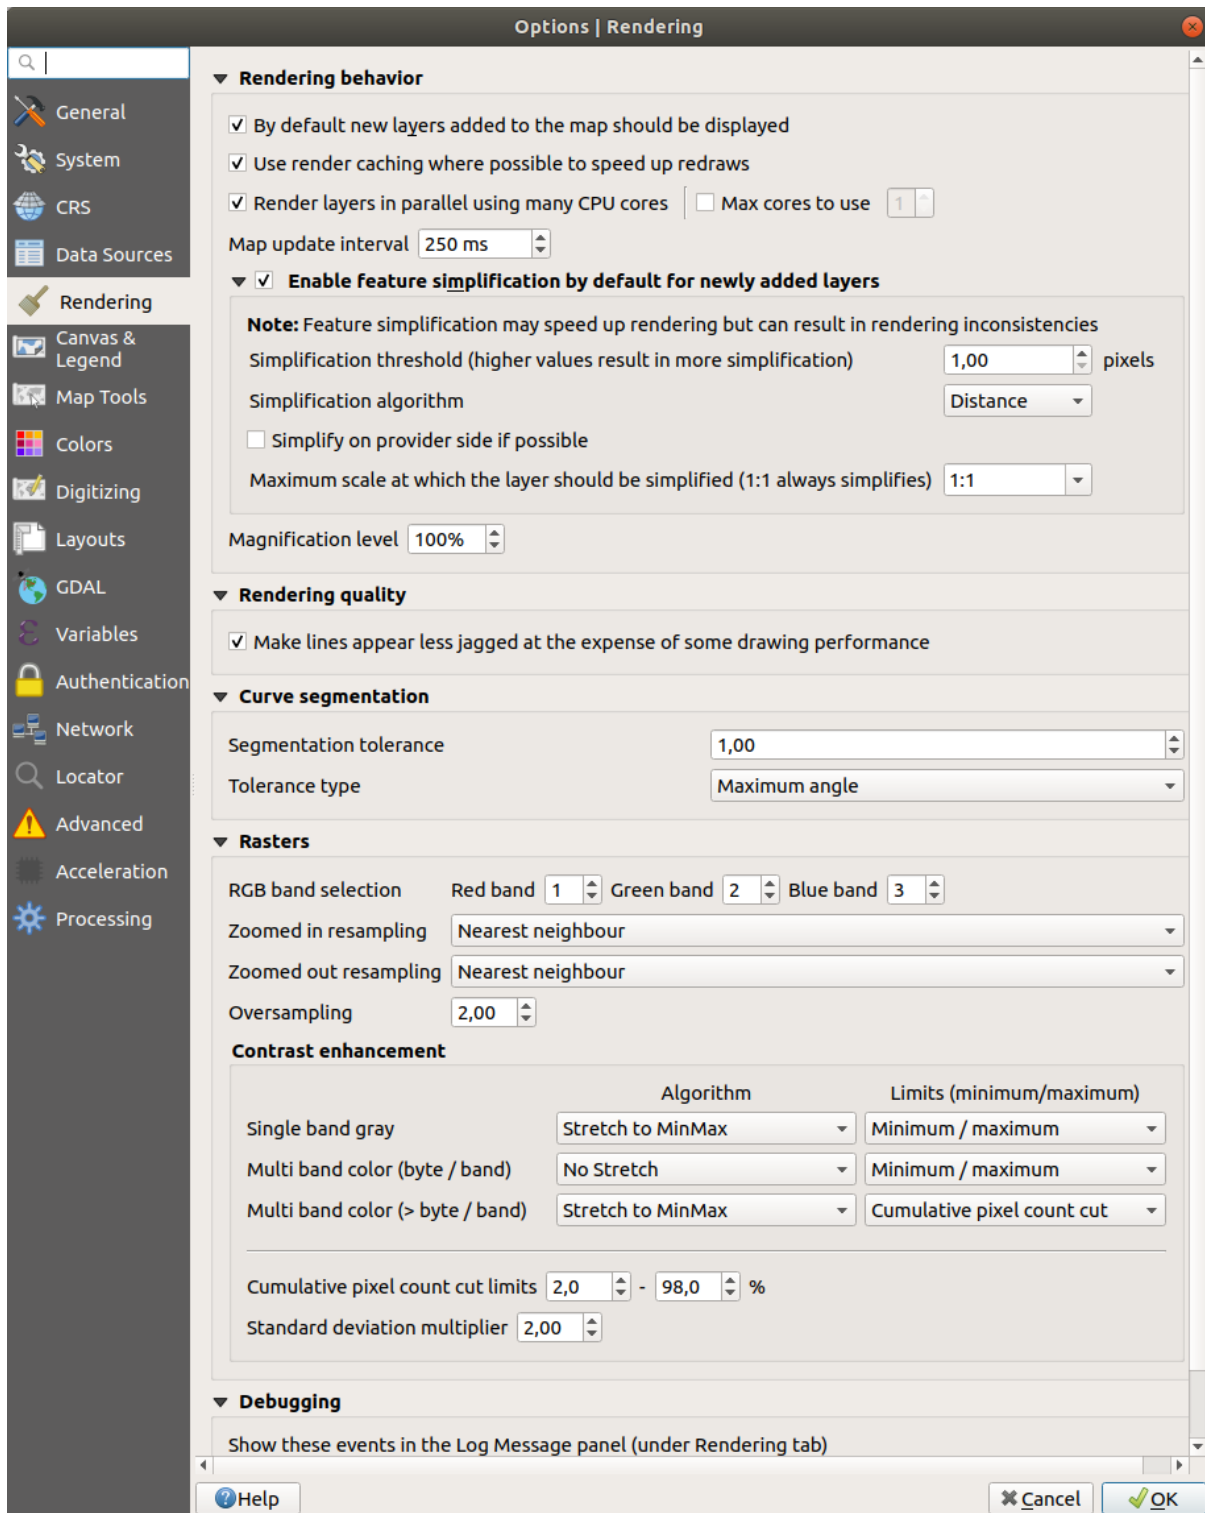 Options | Rendering
General
System
CRS
Data Sources
Rendering
Canvas &
Legend
Map Tools
Colors
Digitizing
Layouts
GDAL
Variables
Authentication
Network
Locator
Advanced
Acceleration
Processing
Rendering behavior
By default new layers added to the map should be displayed
Use render caching where possible to speed up redraws
Render layers in parallel using many CPU cores Max cores to use 1
Map update interval 250 ms
Enable feature simplification by default for newly added layers
Note: Feature simplification may speed up rendering but can result in rendering inconsistencies
Simplification threshold (higher values result in more simplification) 1,00 pixels
Simplification algorithm Distance
Simplify on provider side if possible
Maximum scale at which the layer should be simplified (1:1 always simplifies) 1:1
Magnification level 100%
Rendering quality
Make lines appear less jagged at the expense of some drawing performance
Curve segmentation
Segmentation tolerance 1,00
Tolerance type Maximum angle
Rasters
RGB band selection Red band 1 Green band 2 Blue band 3
Zoomed in resampling Nearest neighbour
Zoomed out resampling Nearest neighbour
Oversampling 2,00
Contrast enhancement
Algorithm Limits (minimum/maximum)
Single band gray Stretch to MinMax Minimum / maximum
Multi band color (byte / band) No Stretch Minimum / maximum
Multi band color (> byte / band) Stretch to MinMax Cumulative pixel count cut
Cumulative pixel count cut limits 2,0 - 98,0 %
Standard deviation multiplier 2,00
Debugging
Show these events in the Log Message panel (under Rendering tab)
Help Cancel OK